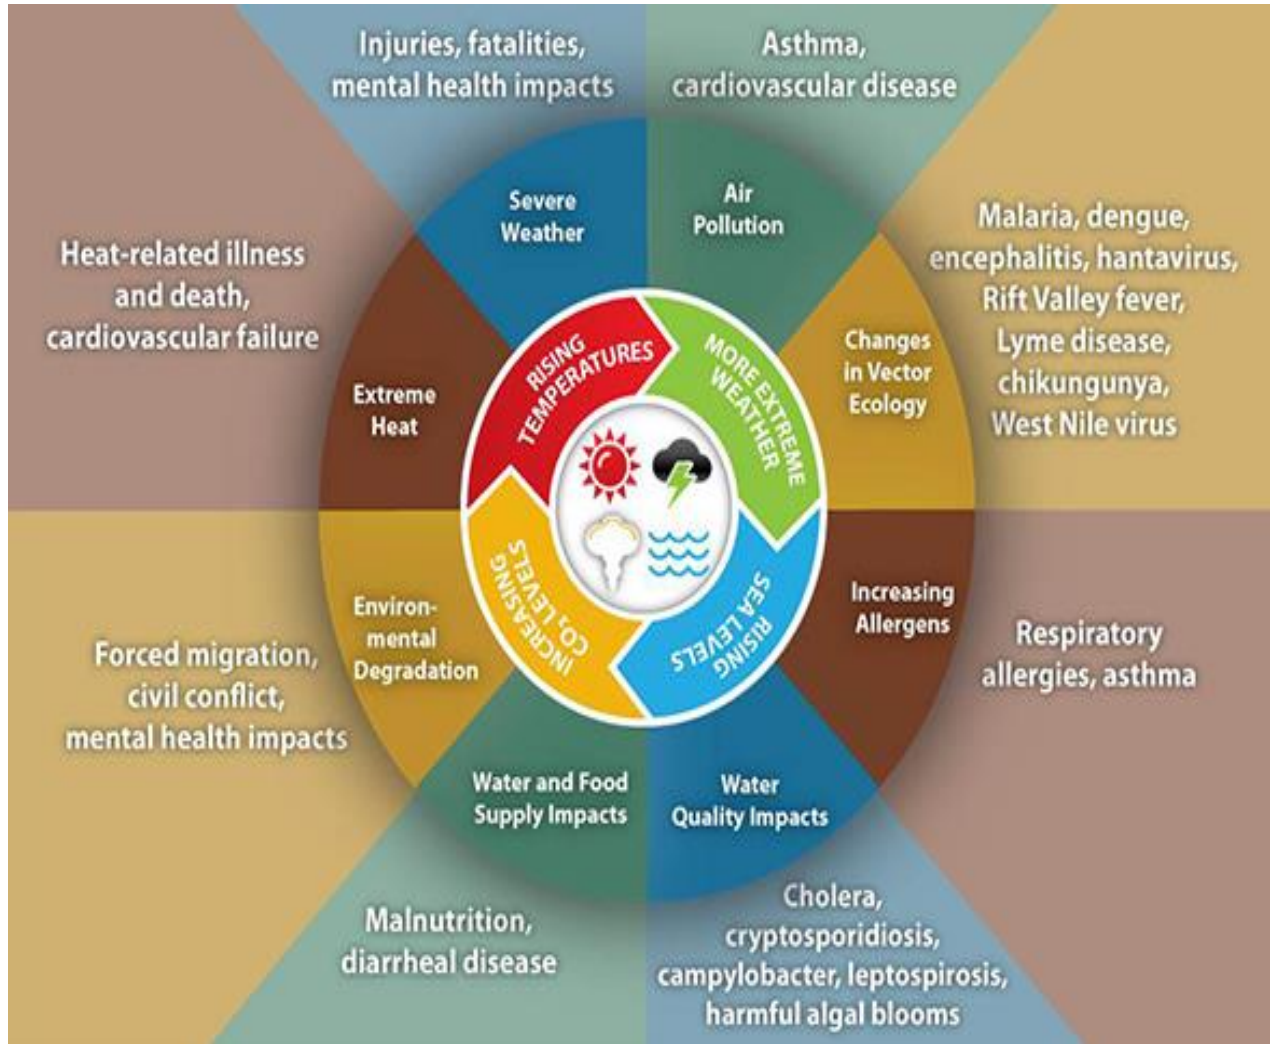 Injuries, fatalities,
mental health impacts
Asthma,
cardiovascular disease
Severe
Weather
Air
Pollution
Malaria, dengue,
encephalitis, hantavirus,
Rift Valley fever,
Lyme disease,
chikungunya,
West Nile virus
Heat-related illness
and death,
cardiovascular failure
Changes
in Vector
Ecology
Extreme
Heat
RISING
TEMPERATURES
MORE EXTREME
WEATHER
INCREASING
CO₂ LEVELS
RISING
SEA LEVELS
Increasing
Allergens
Environ-
mental
Degradation
Respiratory
allergies, asthma
Forced migration,
civil conflict,
mental health impacts
Water and Food
Supply Impacts
Water
Quality Impacts
Malnutrition,
diarrheal disease
Cholera,
cryptosporidiosis,
campylobacter, leptospirosis,
harmful algal blooms